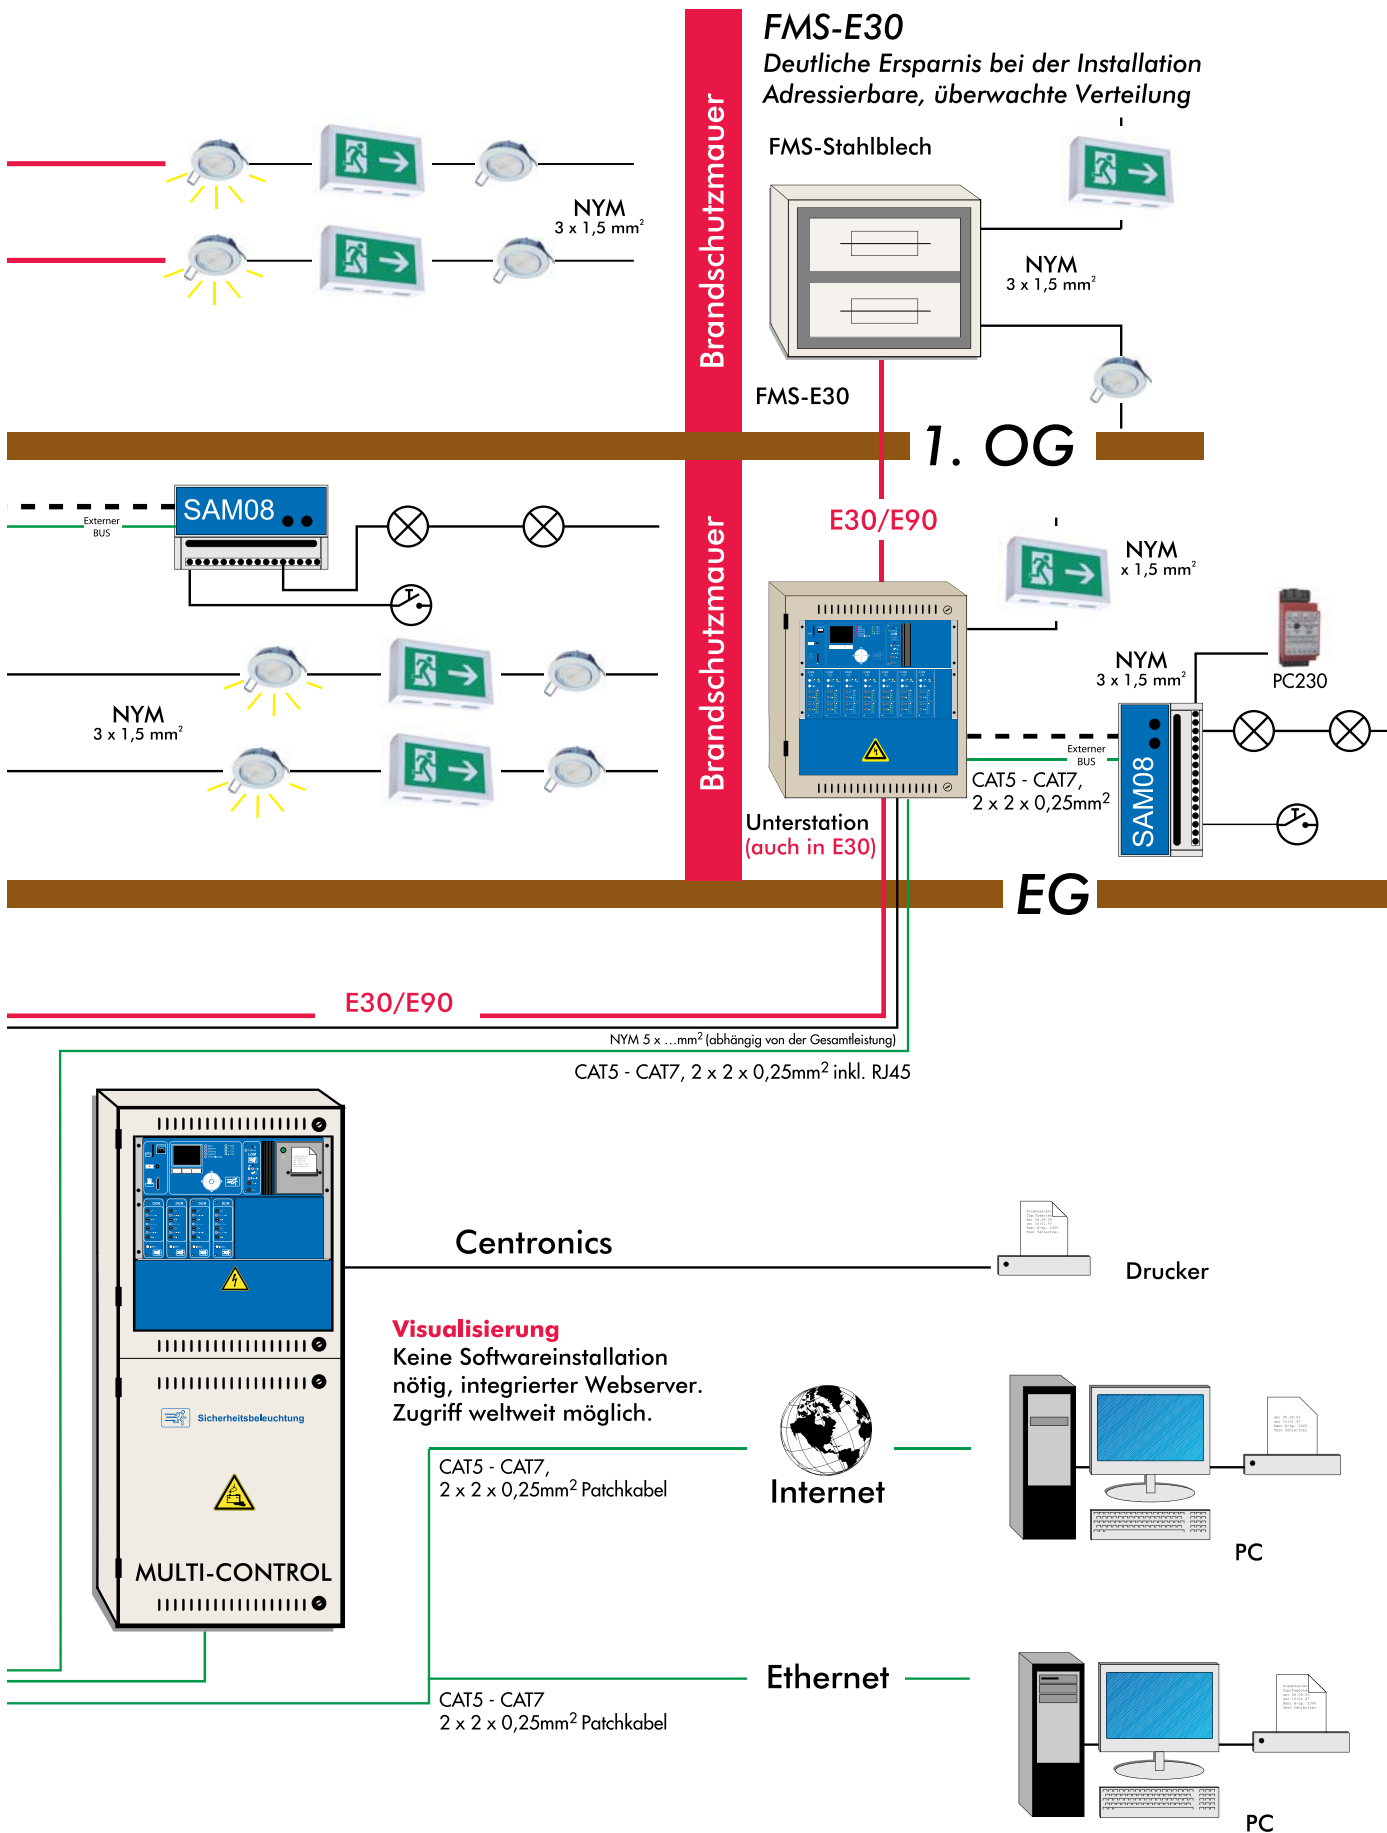 FMS-E30
Deutliche Ersparnis bei der Installation
Adressierbare, überwachte Verteilung
FMS-Stahlblech
Brandschutzmauer
NYM
3 x 1,5 mm²
NYM
3 x 1,5 mm²
FMS-E30
1. OG
SAM08
Externer
BUS
E30/E90
Brandschutzmauer
NYM
x 1,5 mm²
NYM
3 x 1,5 mm²
PC230
NYM
3 x 1,5 mm²
Externer
BUS
CAT5 - CAT7,
2 x 2 x 0,25mm²
SAM08
Unterstation
(auch in E30)
EG
E30/E90
NYM 5 x ...mm² (abhängig von der Gesamtleistung)
CAT5 - CAT7, 2 x 2 x 0,25mm² inkl. RJ45
Centronics
Drucker
Visualisierung
Keine Softwareinstallation
nötig, integrierter Webserver.
Zugriff weltweit möglich.
Sicherheitsbeleuchtung
CAT5 - CAT7,
2 x 2 x 0,25mm² Patchkabel
Internet
PC
MULTI-CONTROL
Ethernet
CAT5 - CAT7
2 x 2 x 0,25mm² Patchkabel
PC